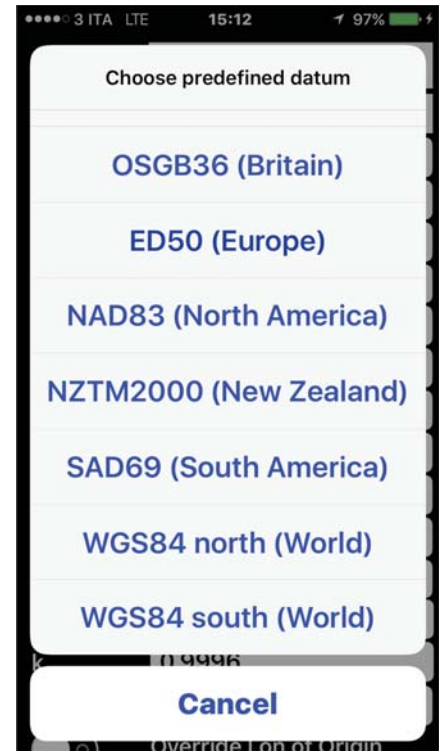 3 ITA LTE 15:12 97%
Choose predefined datum
OSGB36 (Britain)
ED50 (Europe)
NAD83 (North America)
NZTM2000 (New Zealand)
SAD69 (South America)
WGS84 north (World)
WGS84 south (World)
k 0.9996
Cancel
Override Lon of Origin